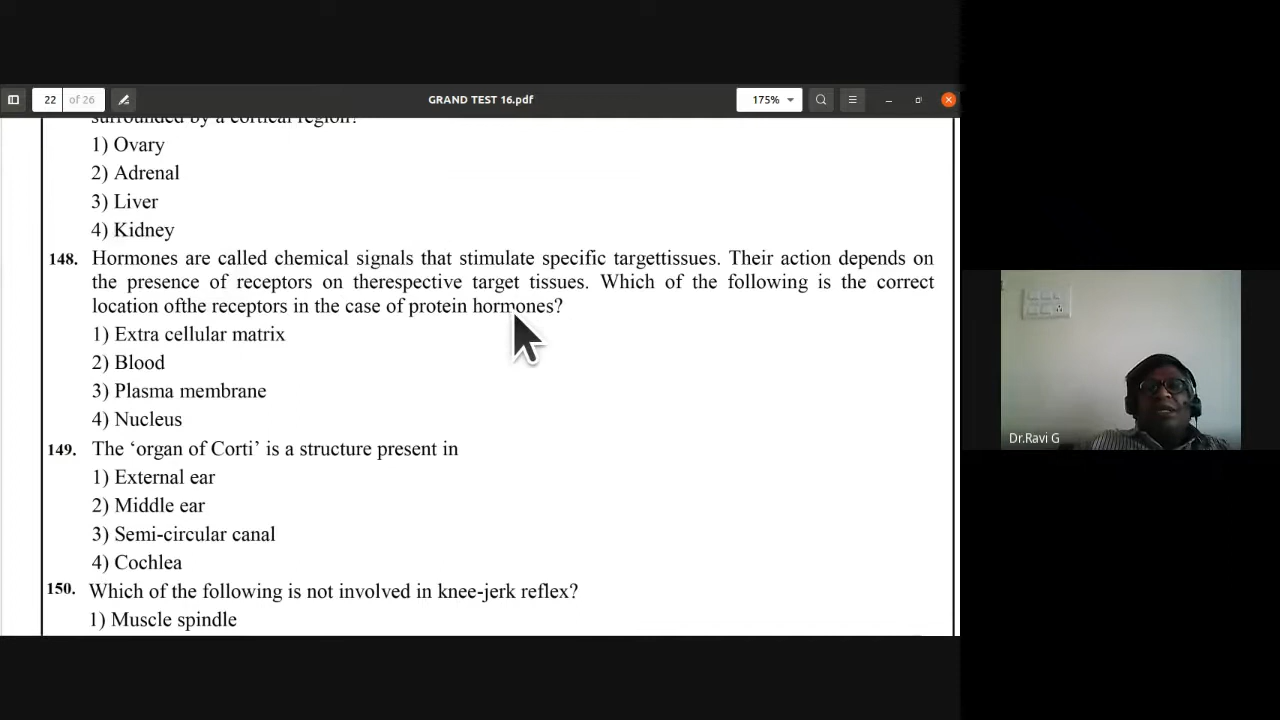 22 of 26
GRAND TEST 16.pdf
175%
surrounded by a cortical region?
1) Ovary
2) Adrenal
3) Liver
4) Kidney
148. Hormones are called chemical signals that stimulate specific targettissues. Their action depends on
the presence of receptors on therespective target tissues. Which of the following is the correct
location ofthe receptors in the case of protein hormones?
1) Extra cellular matrix
2) Blood
3) Plasma membrane
4) Nucleus
149. The ‘organ of Corti’ is a structure present in
1) External ear
2) Middle ear
3) Semi-circular canal
4) Cochlea
150. Which of the following is not involved in knee-jerk reflex?
1) Muscle spindle
Dr.Ravi G